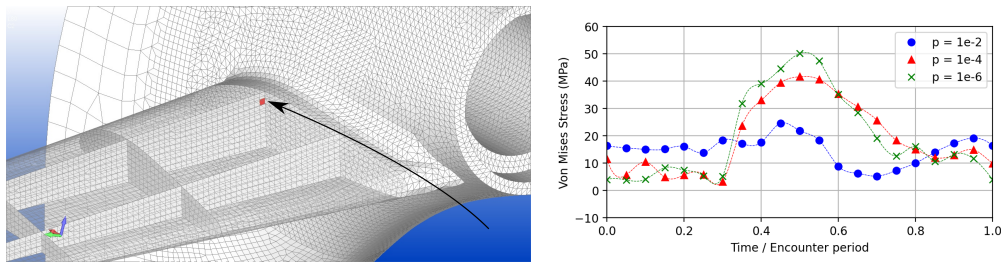 60
50
40
30
20
10
0
−10
Von Mises Stress (MPa)
p = 1e-2
p = 1e-4
p = 1e-6
0.0 0.2 0.4 0.6 0.8 1.0
Time / Encounter period